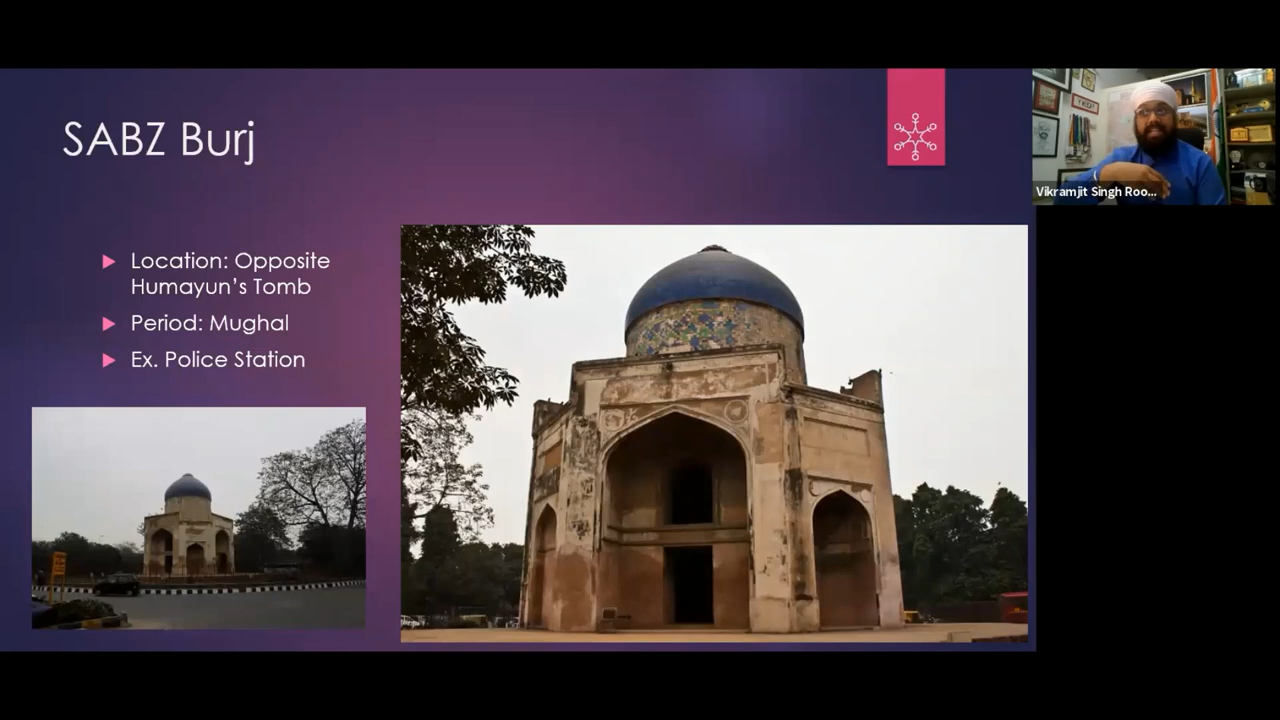 SABZ Burj
Location: Opposite
Humayun's Tomb
Period: Mughal
Ex. Police Station
Vikramjit Singh Roo...